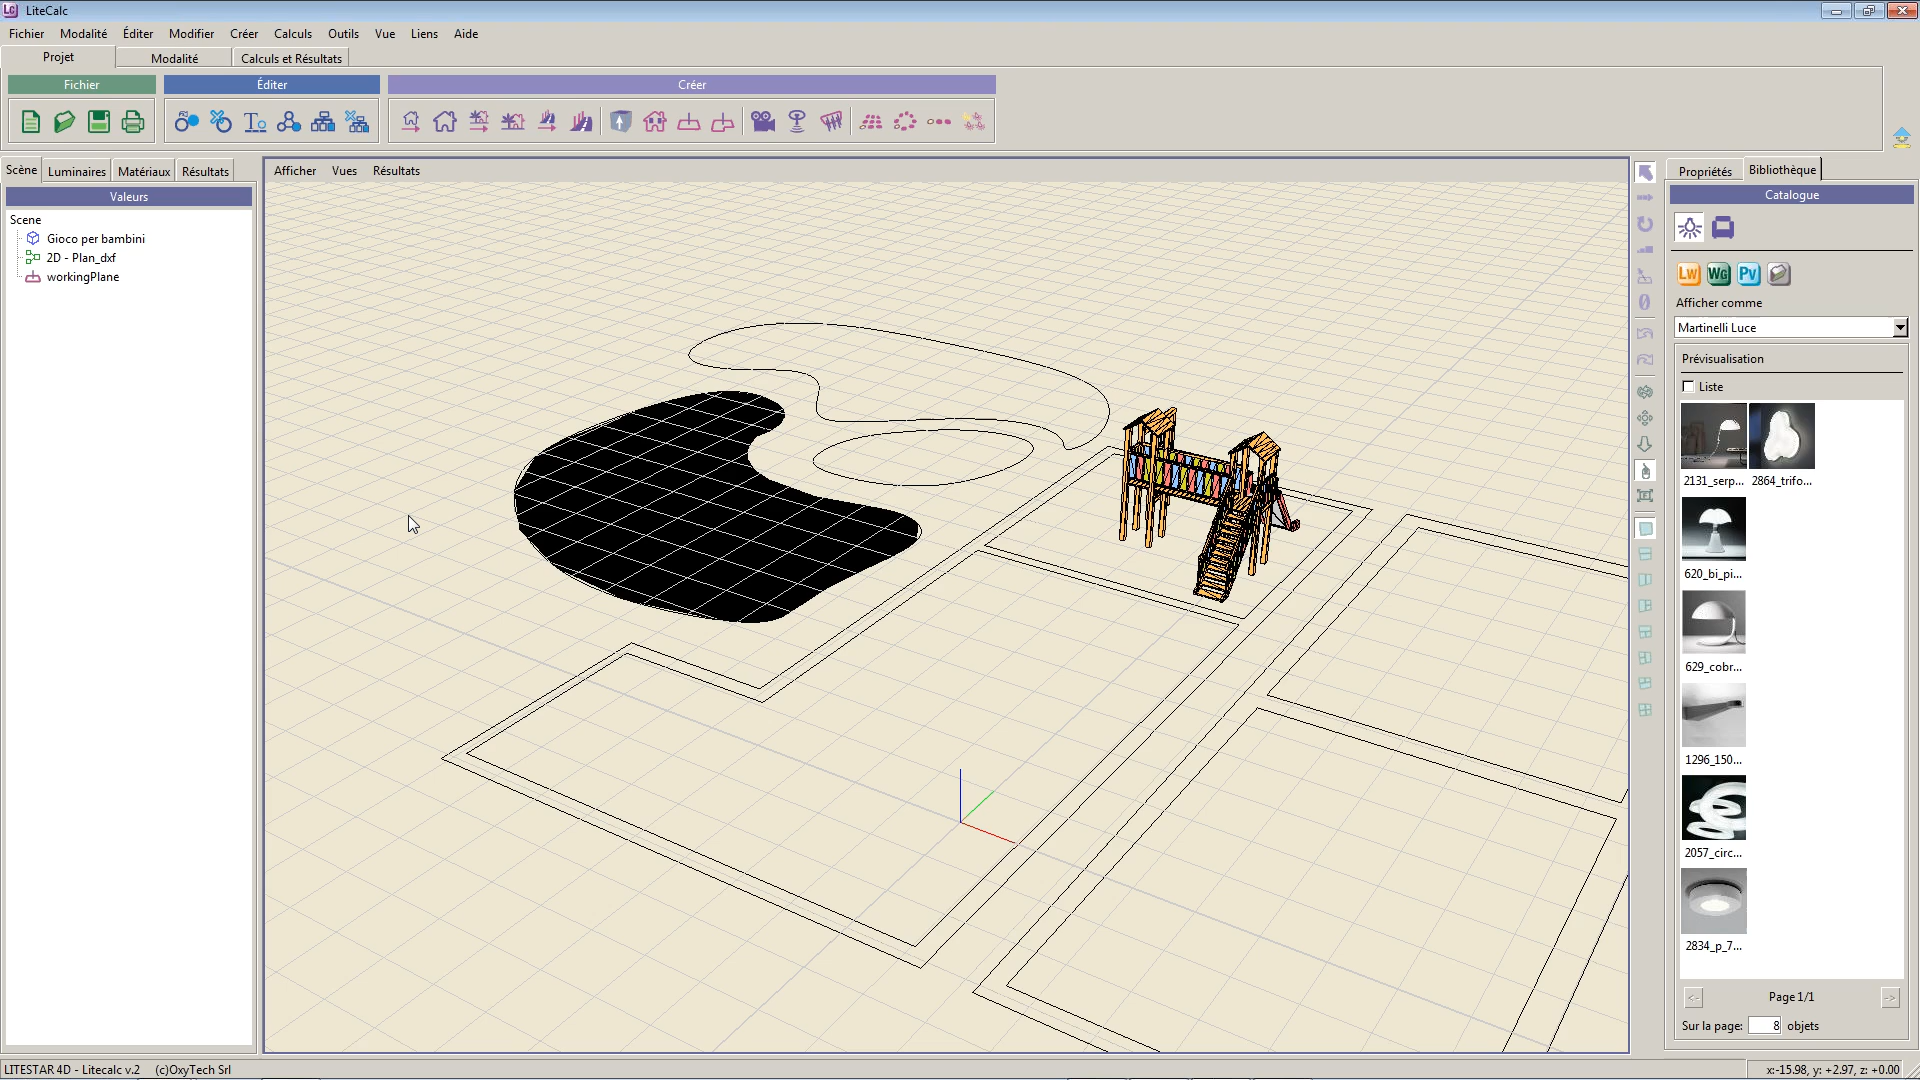 LiteCalc
Fichier Modalité Éditer Modifier Créer Calculs Outils Vue Liens Aide
Projet Modalité Calculs et Résultats
Fichier Éditer Créer
Scène Luminaires Matériaux Résultats
Valeurs
Scene
Gioco per bambini
2D - Plan_dxf
workingPlane
Afficher Vues Résultats
Propriétés Bibliothèque
Catalogue
Lw Wg Pv
Afficher comme
Martinelli Luce
Prévisualisation
Liste
2131_serp... 2864_trifo...
620_bi_pi...
629_cobr...
1296_150...
2057_circ...
2834_p_7...
<- Page 1/1 ->
Sur la page: 8 objets
LITESTAR 4D - Litecalc v.2 (c)OxyTech Srl
x:-15.98, y: +2.97, z: +0.00